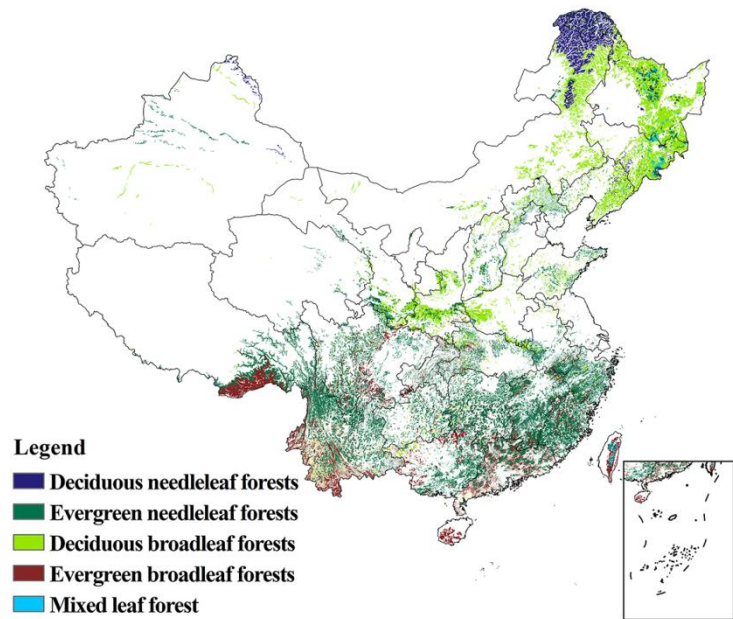 Legend
Deciduous needleleaf forests
Evergreen needleleaf forests
Deciduous broadleaf forests
Evergreen broadleaf forests
Mixed leaf forest